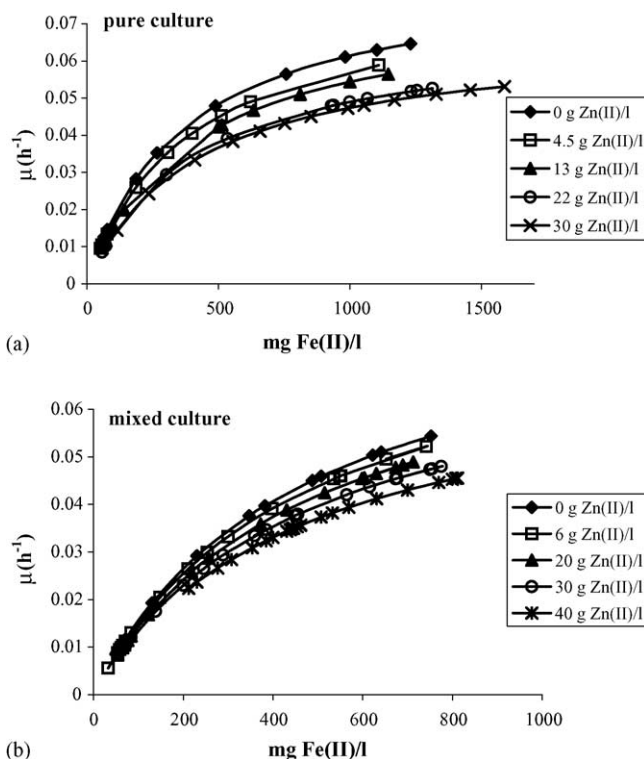 pure culture
0.07
0.06
0.05
0.04
0.03
0.02
0.01
0
μ(h⁻¹)
0 500 1000 1500
mg Fe(II)/l
0 g Zn(II)/l
4.5 g Zn(II)/l
13 g Zn(II)/l
22 g Zn(II)/l
30 g Zn(II)/l
(a)
mixed culture
0.06
0.05
0.04
0.03
0.02
0.01
0
μ(h⁻¹)
0 200 400 600 800 1000
mg Fe(II)/l
0 g Zn(II)/l
6 g Zn(II)/l
20 g Zn(II)/l
30 g Zn(II)/l
40 g Zn(II)/l
(b)